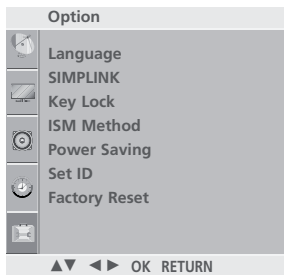 Option
Language
SIMPLINK
Key Lock
ISM Method
Power Saving
Set ID
Factory Reset
▲▼ ◄► OK RETURN